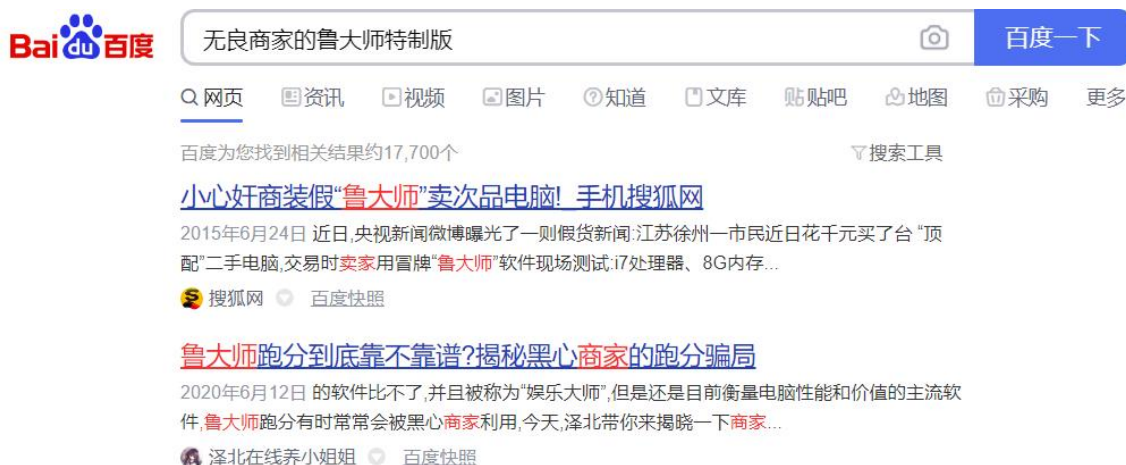 Bai du 百度 无良商家的鲁大师特制版 百度一下
网页 资讯 视频 图片 知道 文库 贴贴吧 地图 采购 更多
百度为您找到相关结果约17,700个 搜索工具
小心奸商装假“鲁大师”卖次品电脑!_手机搜狐网
2015年6月24日 近日,央视新闻微博曝光了一则假货新闻:江苏徐州一市民近日花千元买了台 “顶
配”二手电脑,交易时卖家用冒牌“鲁大师”软件现场测试:i7处理器、8G内存...
搜狐网 百度快照
鲁大师跑分到底靠不靠谱?揭秘黑心商家的跑分骗局
2020年6月12日 的软件比不了,并且被称为“娱乐大师”,但是还是目前衡量电脑性能和价值的主流软
件,鲁大师跑分有时常常会被黑心商家利用,今天,泽北带你来揭晓一下商家...
泽北在线养小姐姐 百度快照